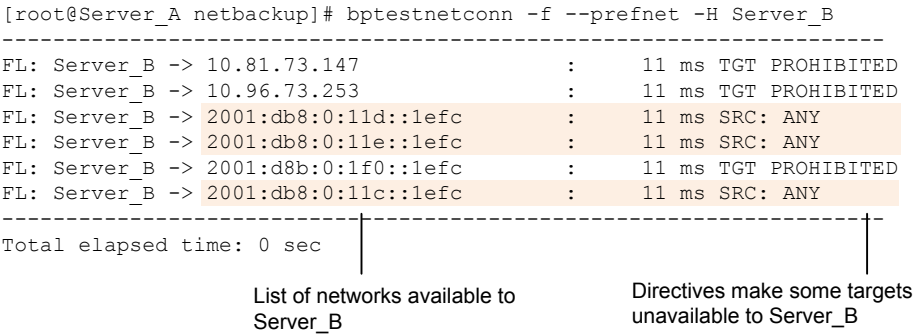 [root@Server_A netbackup]# bptestnetconn -f --prefnet -H Server_B
--------------------------------------------------------------------------
FL: Server_B -> 10.81.73.147 : 11 ms TGT PROHIBITED
FL: Server_B -> 10.96.73.253 : 11 ms TGT PROHIBITED
FL: Server_B -> 2001:db8:0:11d::1efc : 11 ms SRC: ANY
FL: Server_B -> 2001:db8:0:11e::1efc : 11 ms SRC: ANY
FL: Server_B -> 2001:d8b:0:1f0::1efc : 11 ms TGT PROHIBITED
FL: Server_B -> 2001:db8:0:11c::1efc : 11 ms SRC: ANY
--------------------------------------------------------------------------
Total elapsed time: 0 sec
List of networks available to
Server_B
Directives make some targets
unavailable to Server_B